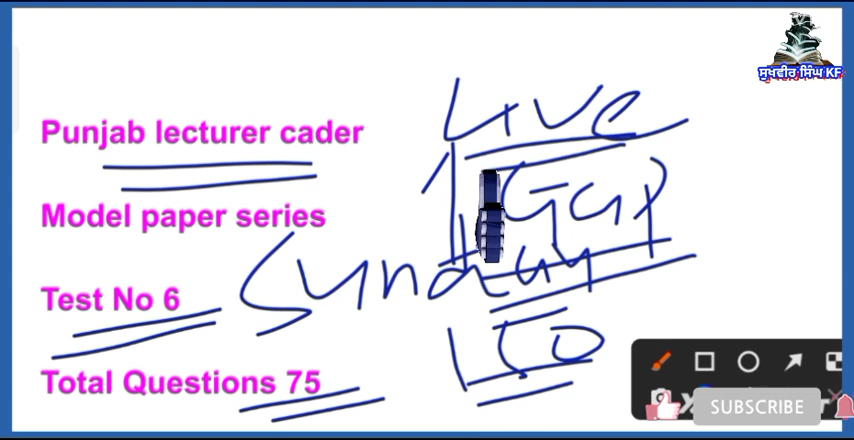 ਸੁਖਵੀਰ ਸਿੰਘ KF
Live
Punjab lecturer cader
Model paper series
Sunday
Test No 6
150
Total Questions 75
SUBSCRIBE